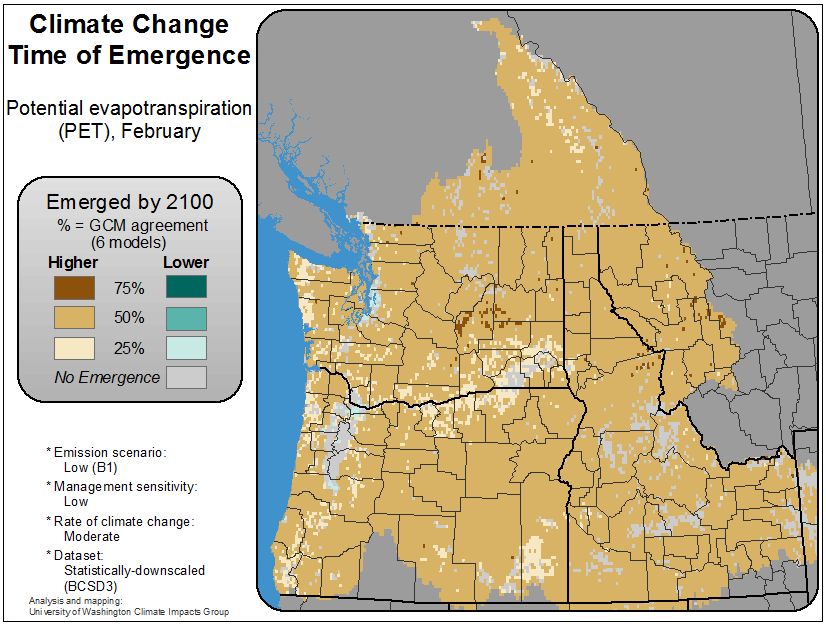 Climate Change
Time of Emergence
Potential evapotranspiration
(PET), February
Emerged by 2100
% = GCM agreement
(6 models)
Higher Lower
75%
50%
25%
No Emergence
* Emission scenario:
Low (B1)
* Management sensitivity:
Low
* Rate of climate change:
Moderate
* Dataset:
Statistically-downscaled
(BCSD3)
Analysis and mapping:
University of Washington Climate Impacts Group